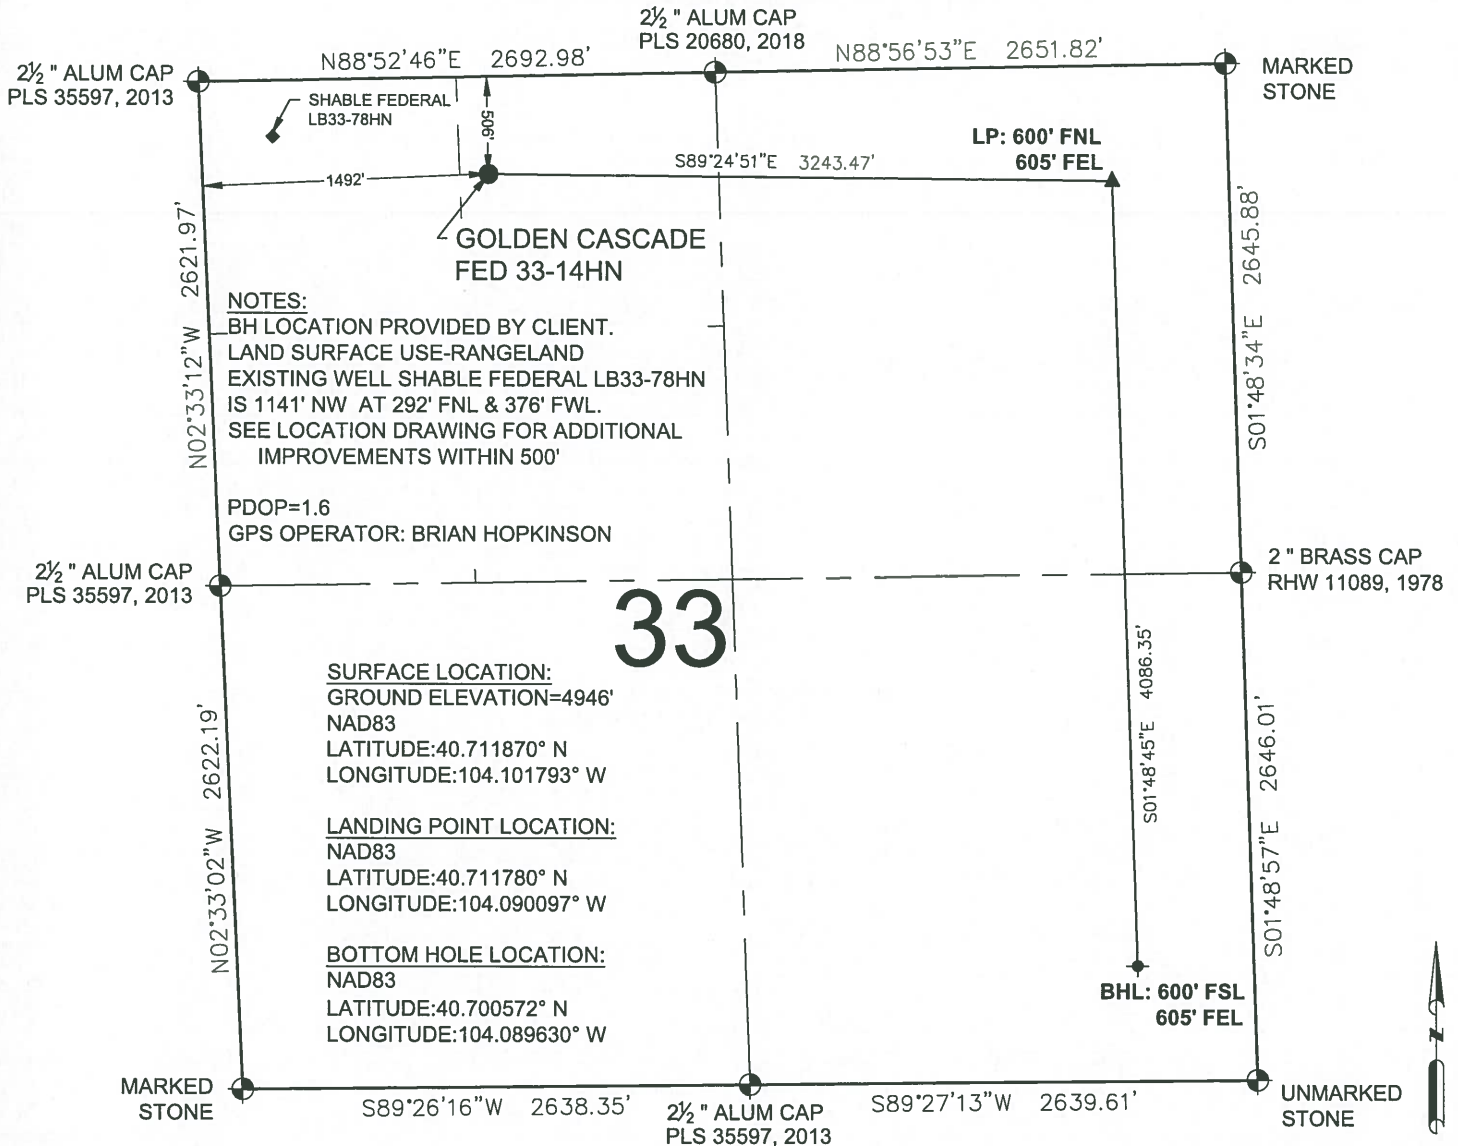 2½" ALUM CAP
PLS 20680, 2018
N88°52'46"E 2692.98'
N88°56'53"E 2651.82'
2½" ALUM CAP
PLS 35597, 2013
MARKED
STONE
SHABLE FEDERAL
LB33-78HN
506'
LP: 600' FNL
605' FEL
S89°24'51"E 3243.47'
1492'
GOLDEN CASCADE
FED 33-14HN
N02°33'12"W 2621.97'
S01°48'34"E 2645.88'
NOTES:
BH LOCATION PROVIDED BY CLIENT.
LAND SURFACE USE-RANGELAND
EXISTING WELL SHABLE FEDERAL LB33-78HN
IS 1141' NW AT 292' FNL & 376' FWL.
SEE LOCATION DRAWING FOR ADDITIONAL
IMPROVEMENTS WITHIN 500'
PDOP=1.6
GPS OPERATOR: BRIAN HOPKINSON
2½" ALUM CAP
PLS 35597, 2013
2" BRASS CAP
RHW 11089, 1978
33
SURFACE LOCATION:
GROUND ELEVATION=4946'
NAD83
LATITUDE:40.711870° N
LONGITUDE:104.101793° W
LANDING POINT LOCATION:
NAD83
LATITUDE:40.711780° N
LONGITUDE:104.090097° W
BOTTOM HOLE LOCATION:
NAD83
LATITUDE:40.700572° N
LONGITUDE:104.089630° W
N02°33'02"W 2622.19'
S01°48'45"E 4086.35'
S01°48'57"E 2646.01'
BHL: 600' FSL
605' FEL
N
MARKED
STONE
S89°26'16"W 2638.35'
2½" ALUM CAP
PLS 35597, 2013
S89°27'13"W 2639.61'
UNMARKED
STONE